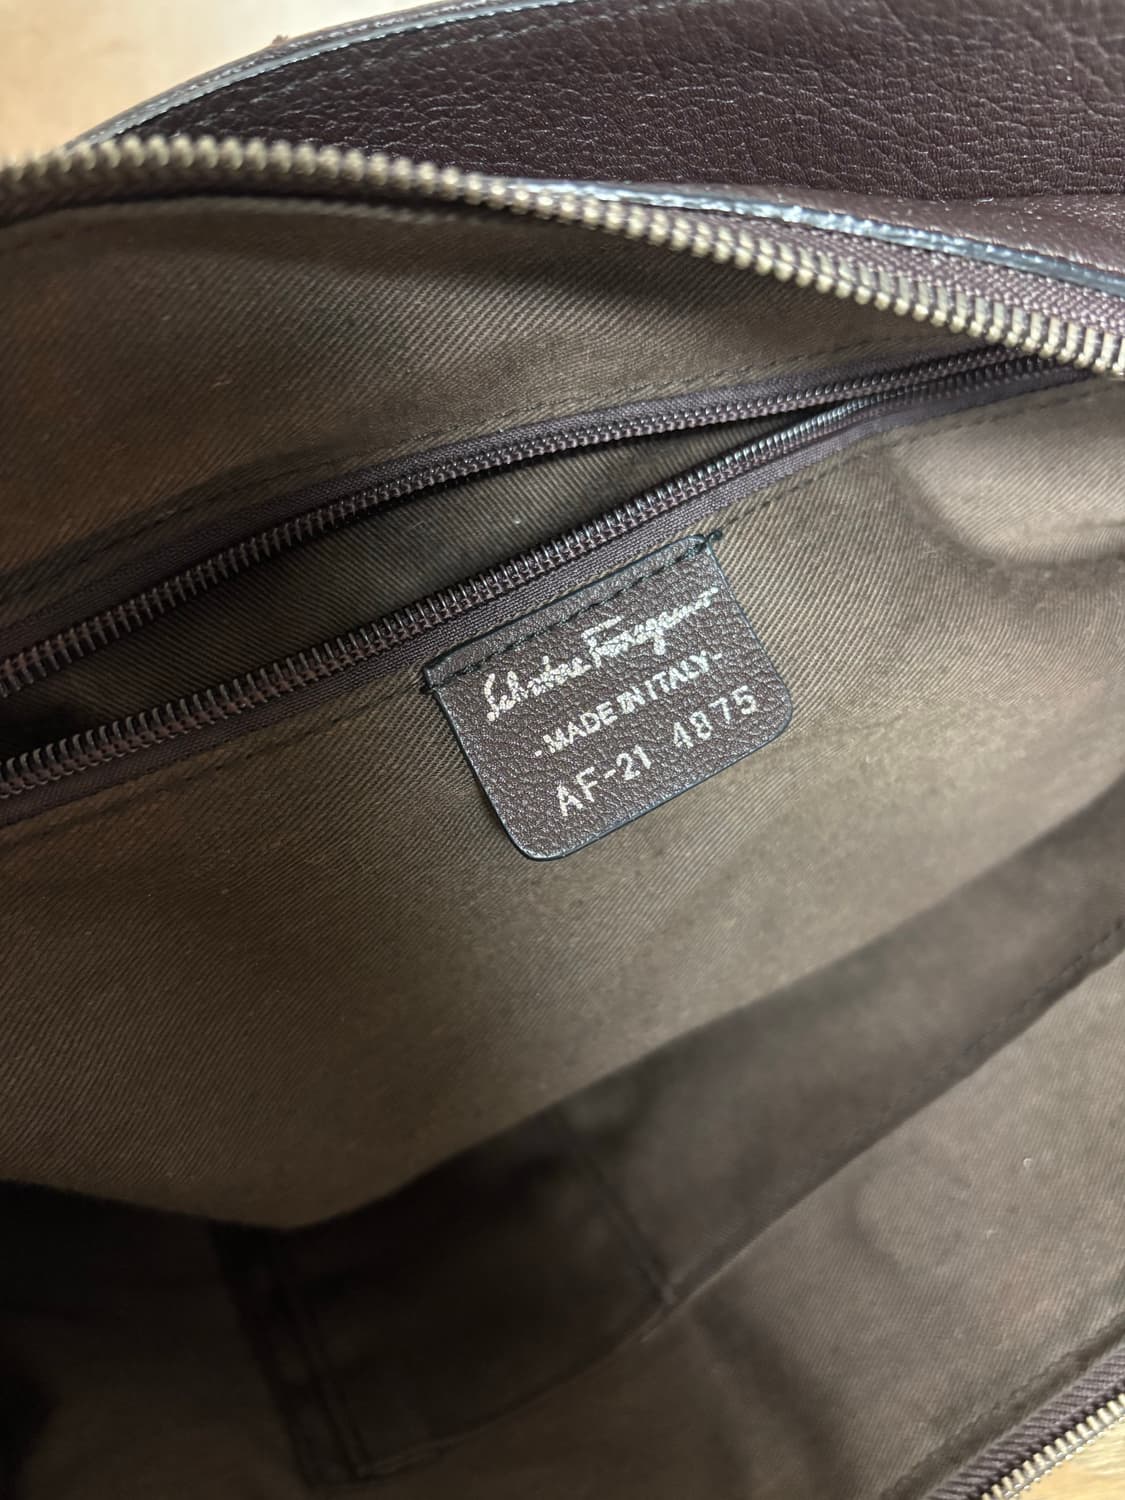 Salvatore Ferragamo
-MADE IN ITALY-
AF-21 4875